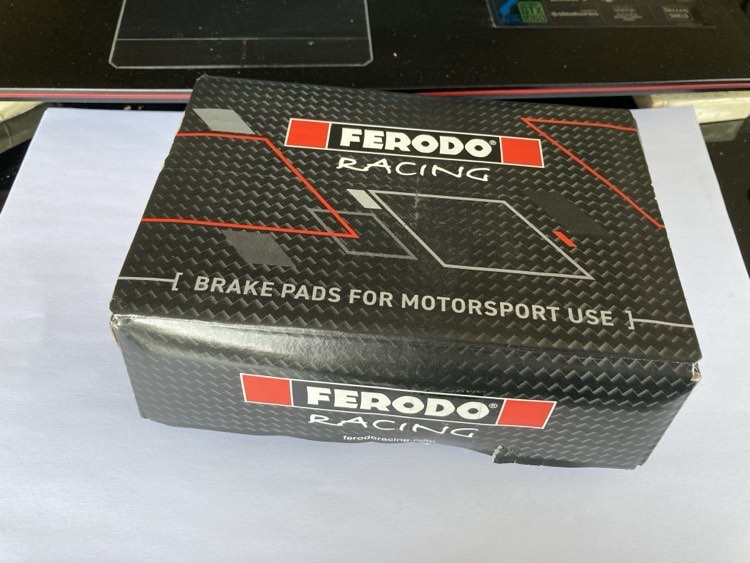 FERODO®
RACING
[ BRAKE PADS FOR MOTORSPORT USE ]
FERODO®
RACING
ferodoracing.com